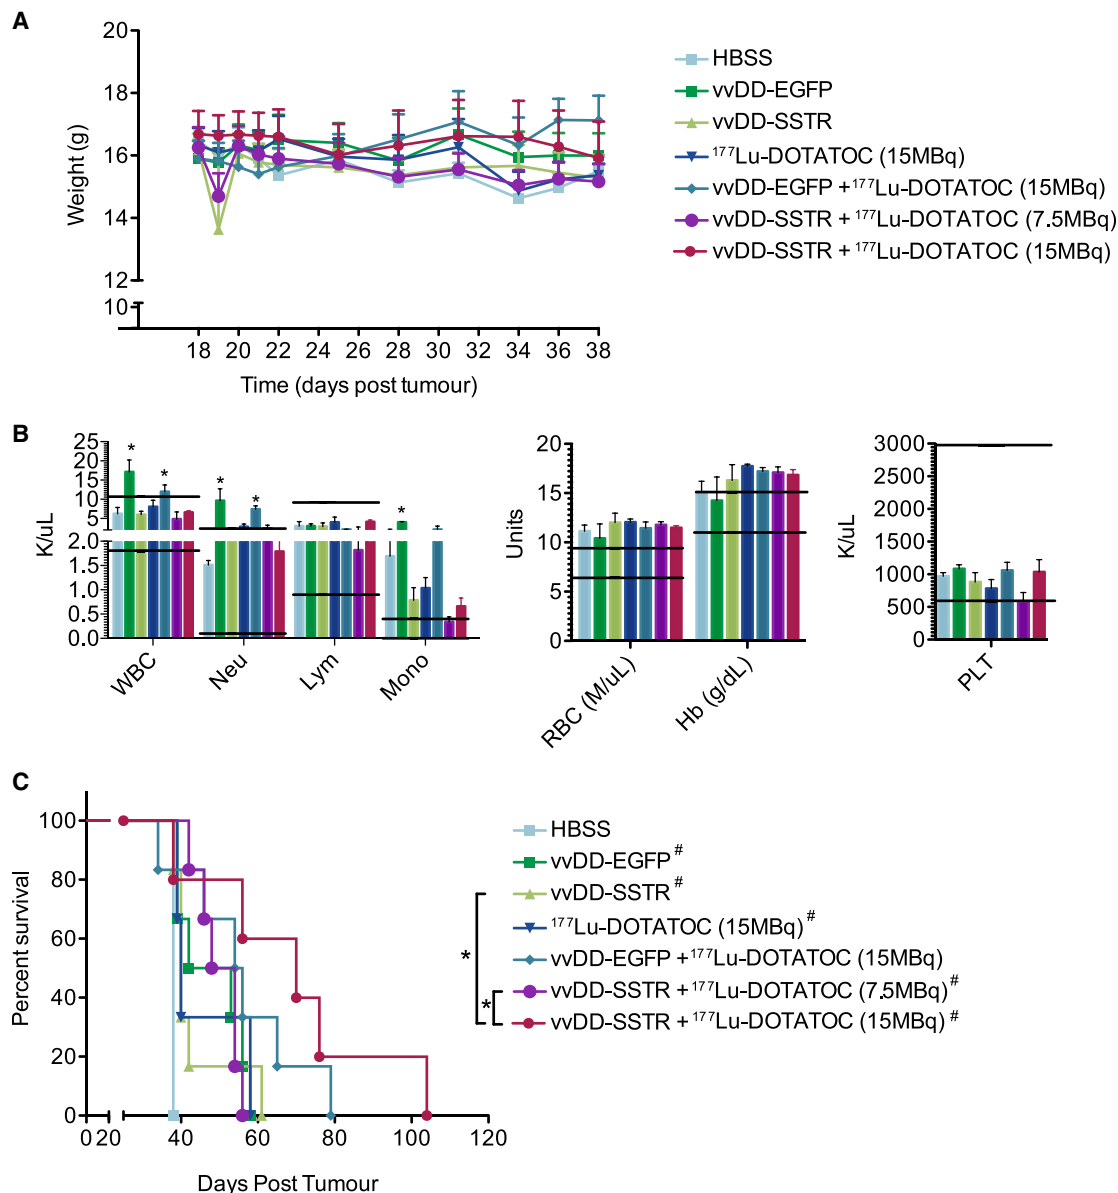 A
20
18
16
14
12
10
Weight (g)
18 20 22 24 26 28 30 32 34 36 38
Time (days post tumour)
HBSS
vvDD-EGFP
vvDD-SSTR
¹⁷⁷Lu-DOTATOC (15MBq)
vvDD-EGFP + ¹⁷⁷Lu-DOTATOC (15MBq)
vvDD-SSTR + ¹⁷⁷Lu-DOTATOC (7.5MBq)
vvDD-SSTR + ¹⁷⁷Lu-DOTATOC (15MBq)
B
25
20
15
10
5
2.0
1.5
1.0
0.5
0.0
K/uL
* * * * *
WBC Neu Lym Mono
20
15
10
5
0
Units
RBC (M/uL) Hb (g/dL)
3000
2500
2000
1500
1000
500
0
K/uL
PLT
C
100
80
60
40
20
0
Percent survival
0 20 40 60 80 100 120
Days Post Tumour
HBSS
vvDD-EGFP #
vvDD-SSTR #
¹⁷⁷Lu-DOTATOC (15MBq) #
vvDD-EGFP + ¹⁷⁷Lu-DOTATOC (15MBq)
vvDD-SSTR + ¹⁷⁷Lu-DOTATOC (7.5MBq) #
vvDD-SSTR + ¹⁷⁷Lu-DOTATOC (15MBq) #
*
*